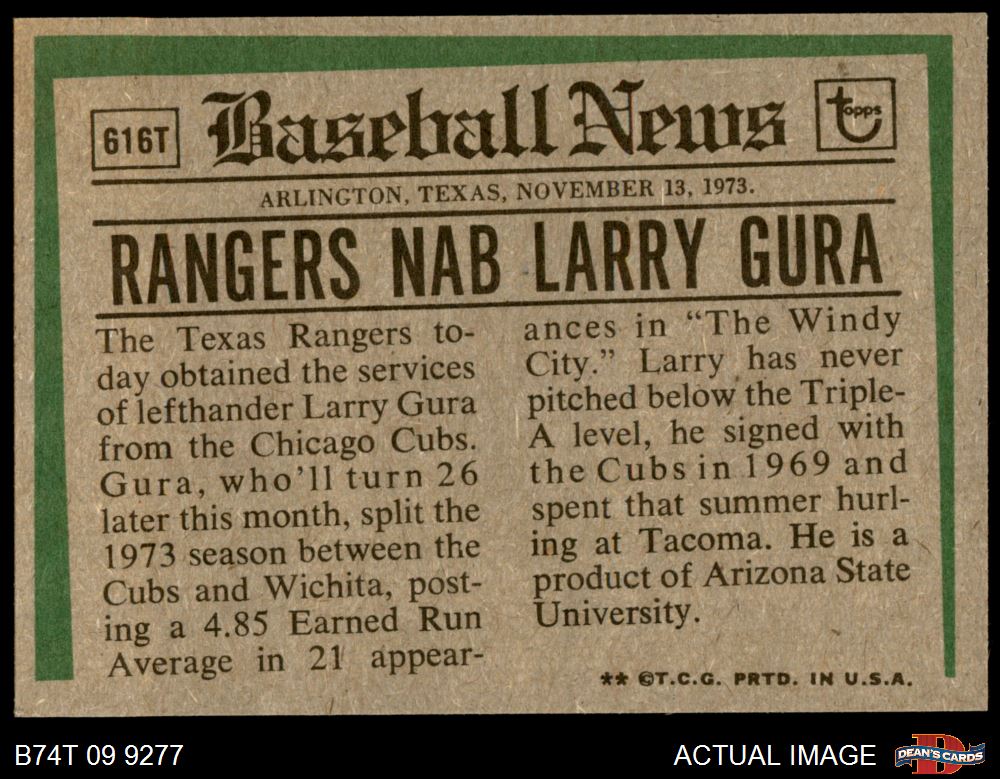 616T
Baseball News
topps
ARLINGTON, TEXAS, NOVEMBER 13, 1973.
RANGERS NAB LARRY GURA
The Texas Rangers to-
day obtained the services
of lefthander Larry Gura
from the Chicago Cubs.
Gura, who'll turn 26
later this month, split the
1973 season between the
Cubs and Wichita, post-
ing a 4.85 Earned Run
Average in 21 appear-
ances in "The Windy
City." Larry has never
pitched below the Triple-
A level, he signed with
the Cubs in 1969 and
spent that summer hurl-
ing at Tacoma. He is a
product of Arizona State
University.
** ©T.C.G. PRTD. IN U.S.A.
B74T 09 9277
ACTUAL IMAGE
DEAN'S CARDS